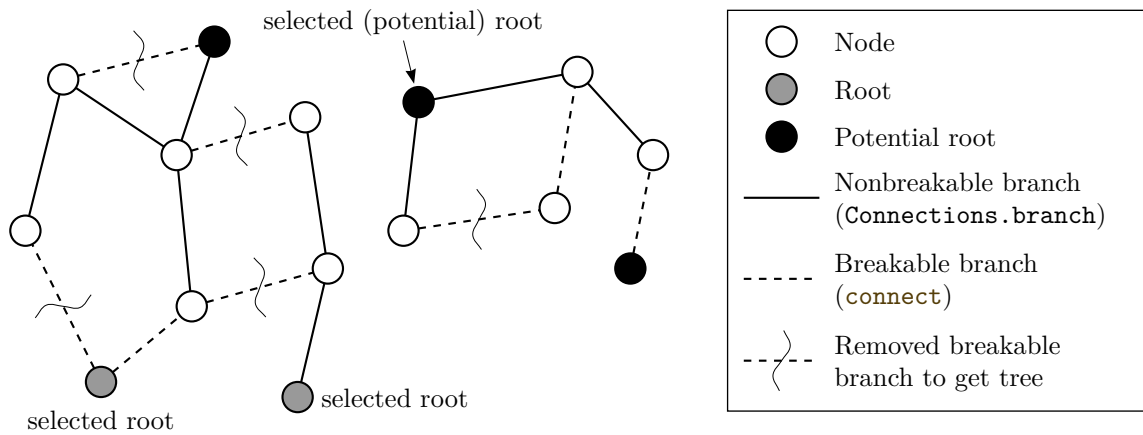 selected (potential) root
selected root
selected root
Node
Root
Potential root
Nonbreakable branch
(Connections.branch)
Breakable branch
(connect)
Removed breakable
branch to get tree